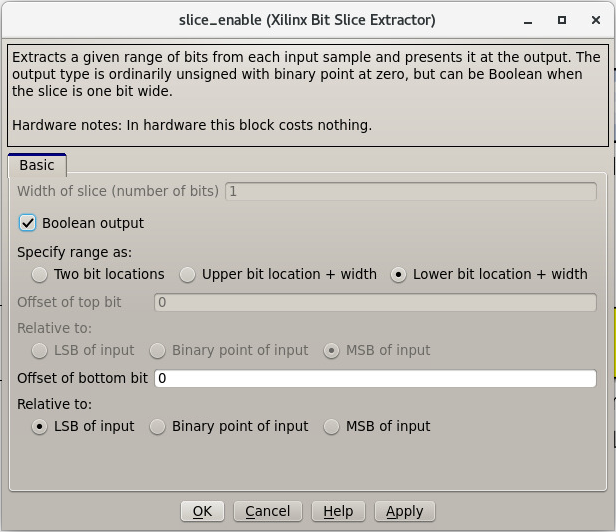 slice_enable (Xilinx Bit Slice Extractor)
Extracts a given range of bits from each input sample and presents it at the output. The
output type is ordinarily unsigned with binary point at zero, but can be Boolean when
the slice is one bit wide.
Hardware notes: In hardware this block costs nothing.
Basic
Width of slice (number of bits) 1
Boolean output
Specify range as:
Two bit locations Upper bit location + width Lower bit location + width
Offset of top bit 0
Relative to:
LSB of input Binary point of input MSB of input
Offset of bottom bit 0
Relative to:
LSB of input Binary point of input MSB of input
OK Cancel Help Apply